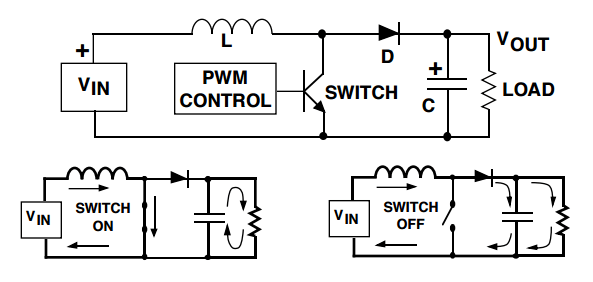 L
+
D
VOUT
VIN
PWM
CONTROL
SWITCH
+
C
LOAD
VIN
SWITCH
ON
VIN
SWITCH
OFF